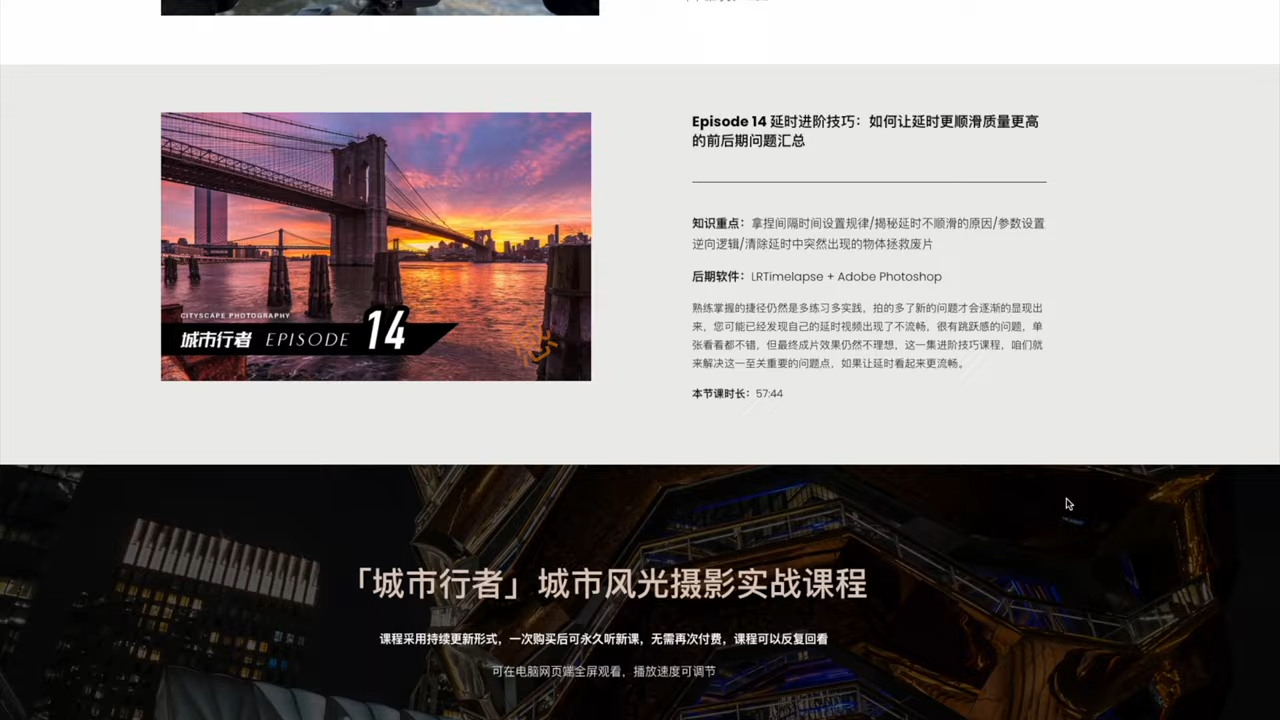 Episode 14 延时进阶技巧：如何让延时更顺滑质量更高
的前后期问题汇总
知识重点：拿捏间隔时间设置规律/揭秘延时不顺滑的原因/参数设置
逆向逻辑/清除延时中突然出现的物体拯救废片
后期软件：LRTimelapse + Adobe Photoshop
熟练掌握的捷径仍然是多练习多实践，拍的多了新的问题才会逐渐的显现出
来，您可能已经发现自己的延时视频出现了不流畅，很有跳跃感的问题，单
张看看都不错，但最终成片效果仍然不理想，这一集进阶技巧课程，咱们就
来解决这一至关重要的问题点，如果让延时看起来更流畅。
本节课时长：57:44
CITYSCAPE PHOTOGRAPHY
城市行者 EPISODE 14
「城市行者」城市风光摄影实战课程
课程采用持续更新形式，一次购买后可永久听新课，无需再次付费，课程可以反复回看
可在电脑网页端全屏观看，播放速度可调节